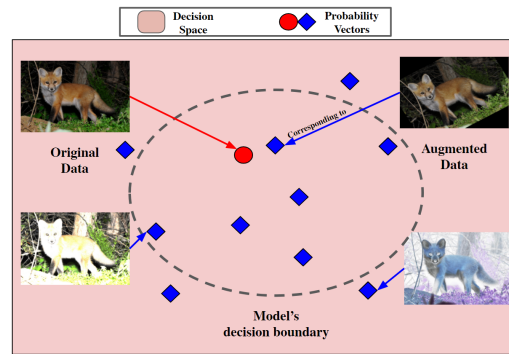 Decision
Space
Probability
Vectors
Original
Data
Corresponding to
Augmented
Data
Model's
decision boundary